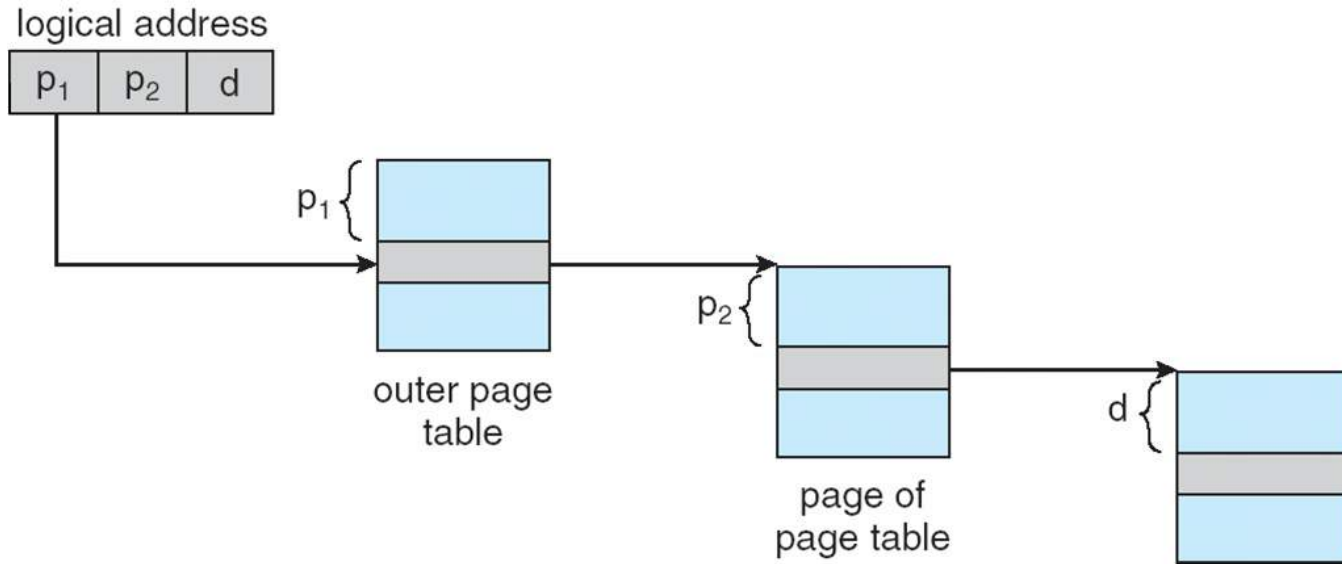 logical address
p₁ p₂ d
p₁
outer page
table
p₂
page of
page table
d